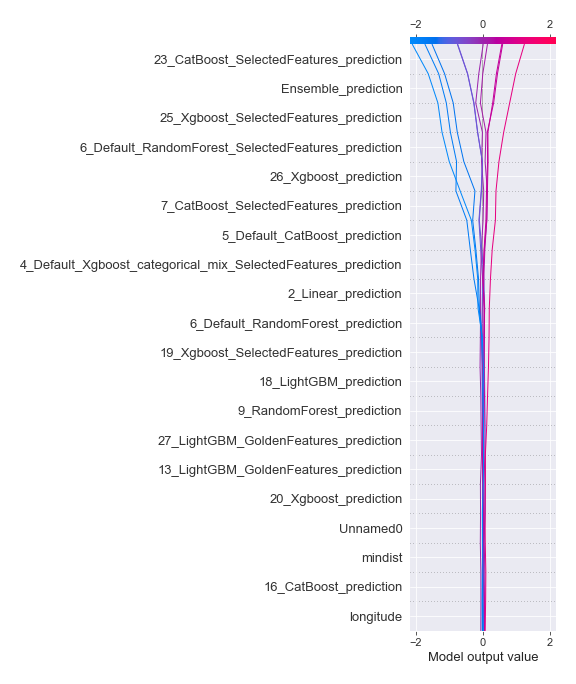 −2 0 2
23_CatBoost_SelectedFeatures_prediction
Ensemble_prediction
25_Xgboost_SelectedFeatures_prediction
6_Default_RandomForest_SelectedFeatures_prediction
26_Xgboost_prediction
7_CatBoost_SelectedFeatures_prediction
5_Default_CatBoost_prediction
4_Default_Xgboost_categorical_mix_SelectedFeatures_prediction
2_Linear_prediction
6_Default_RandomForest_prediction
19_Xgboost_SelectedFeatures_prediction
18_LightGBM_prediction
9_RandomForest_prediction
27_LightGBM_GoldenFeatures_prediction
13_LightGBM_GoldenFeatures_prediction
20_Xgboost_prediction
Unnamed0
mindist
16_CatBoost_prediction
longitude
−2 0 2
Model output value